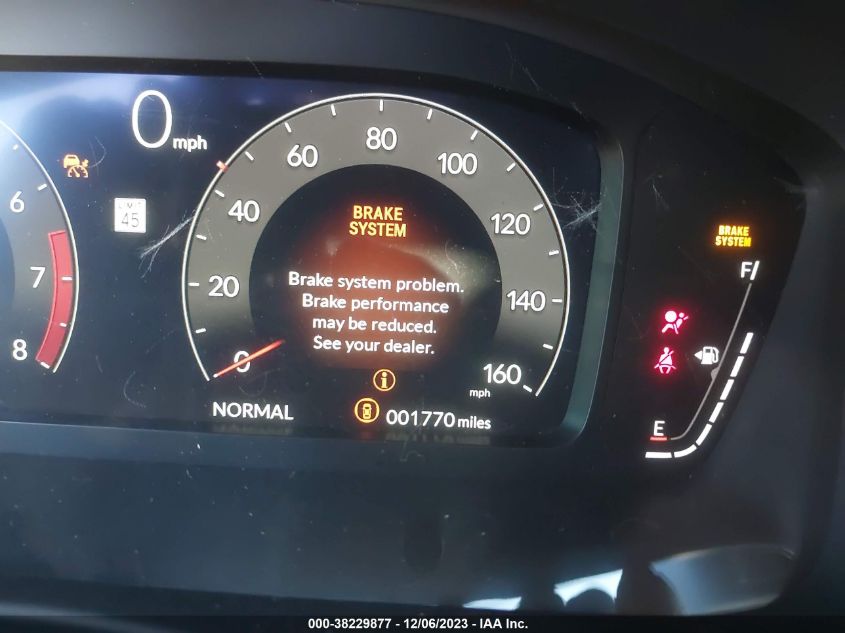 0 mph
LIMIT
45
6
7
8
0
20
40
60
80
100
120
140
160
mph
BRAKE
SYSTEM
Brake system problem.
Brake performance
may be reduced.
See your dealer.
i
NORMAL
001770 miles
BRAKE
SYSTEM
F
E
000-38229877 - 12/06/2023 - IAA Inc.